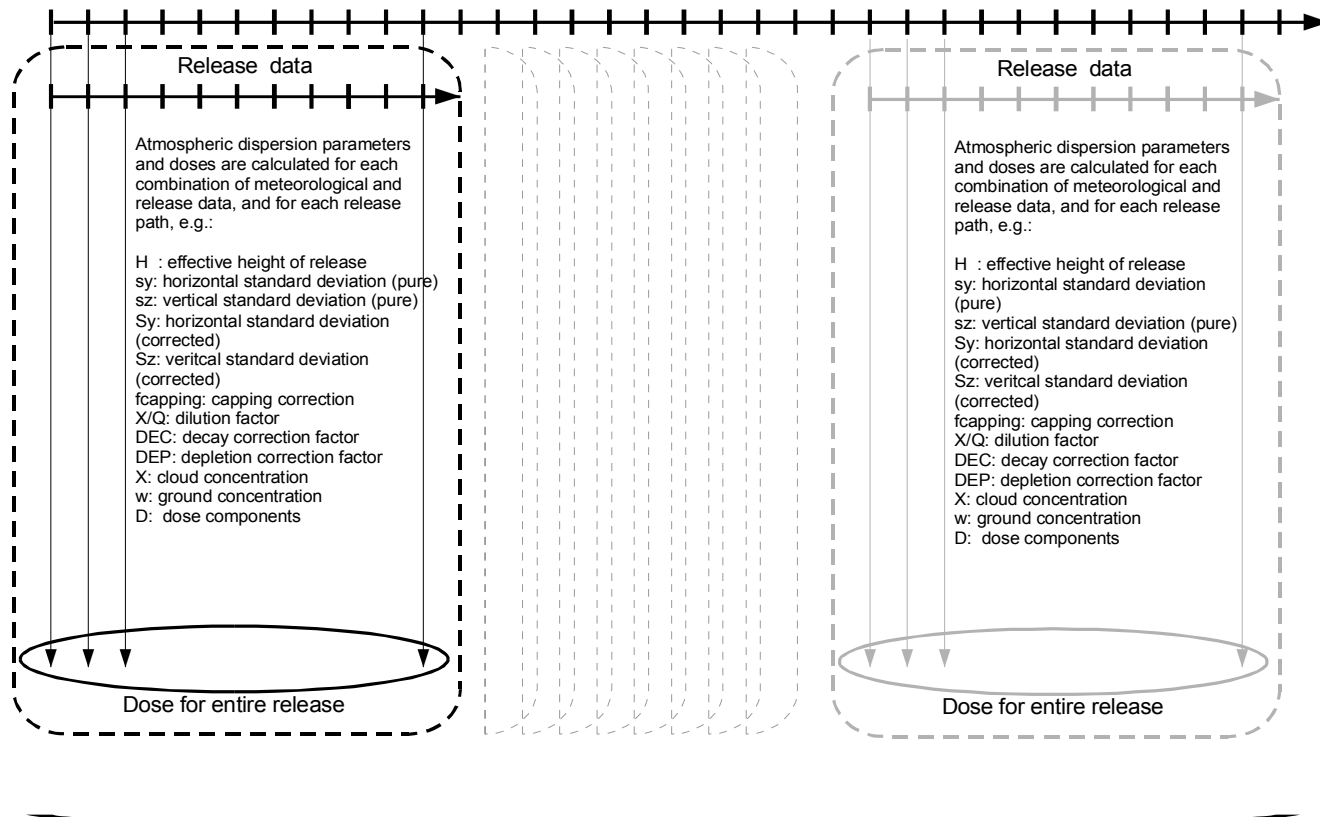 Release data
Atmospheric dispersion parameters
and doses are calculated for each
combination of meteorological and
release data, and for each release
path, e.g.:
H : effective height of release
sy: horizontal standard deviation (pure)
sz: vertical standard deviation (pure)
Sy: horizontal standard deviation
(corrected)
Sz: veritcal standard deviation
(corrected)
fcapping: capping correction
X/Q: dilution factor
DEC: decay correction factor
DEP: depletion correction factor
X: cloud concentration
w: ground concentration
D: dose components
Dose for entire release
Release data
Atmospheric dispersion parameters
and doses are calculated for each
combination of meteorological and
release data, and for each release
path, e.g.:
H : effective height of release
sy: horizontal standard deviation
(pure)
sz: vertical standard deviation (pure)
Sy: horizontal standard deviation
(corrected)
Sz: veritcal standard deviation
(corrected)
fcapping: capping correction
X/Q: dilution factor
DEC: decay correction factor
DEP: depletion correction factor
X: cloud concentration
w: ground concentration
D: dose components
Dose for entire release